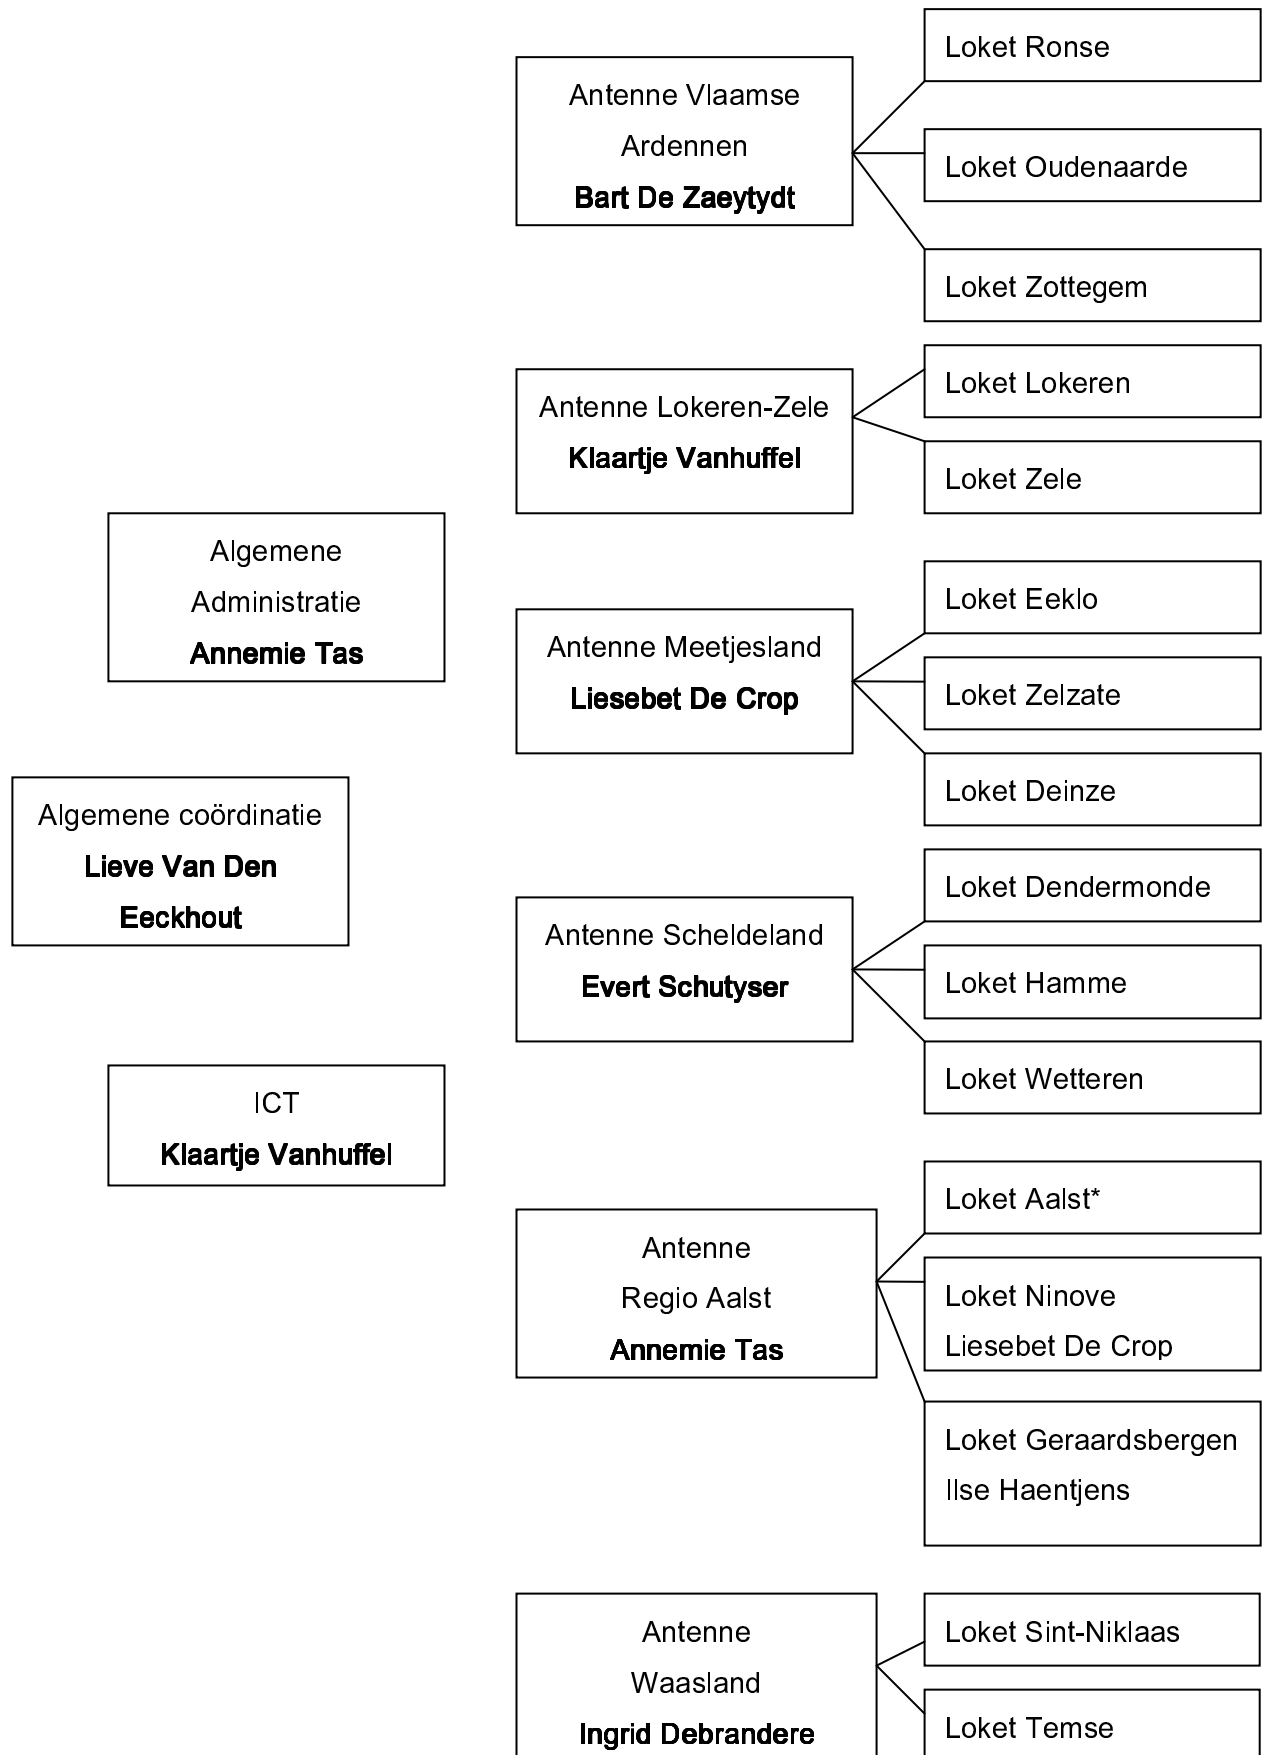 Algemene coördinatie
Lieve Van Den
Eeckhout
Algemene
Administratie
Annemie Tas
ICT
Klaartje Vanhuffel
Antenne Vlaamse
Ardennen
Bart De Zaeytydt
Loket Ronse
Loket Oudenaarde
Loket Zottegem
Antenne Lokeren-Zele
Klaartje Vanhuffel
Loket Lokeren
Loket Zele
Antenne Meetjesland
Liesebet De Crop
Loket Eeklo
Loket Zelzate
Loket Deinze
Antenne Scheldeland
Evert Schutyser
Loket Dendermonde
Loket Hamme
Loket Wetteren
Antenne
Regio Aalst
Annemie Tas
Loket Aalst*
Loket Ninove
Liesebet De Crop
Loket Geraardsbergen
Ilse Haentjens
Antenne
Waasland
Ingrid Debrandere
Loket Sint-Niklaas
Loket Temse